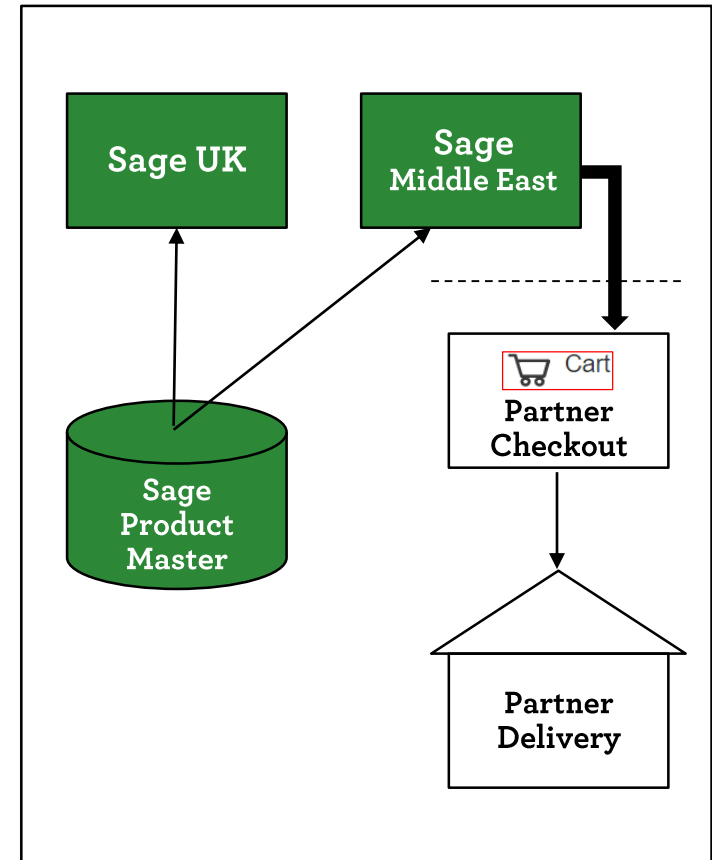 Sage UK
Sage
Middle East
Cart
Partner
Checkout
Sage
Product
Master
Partner
Delivery